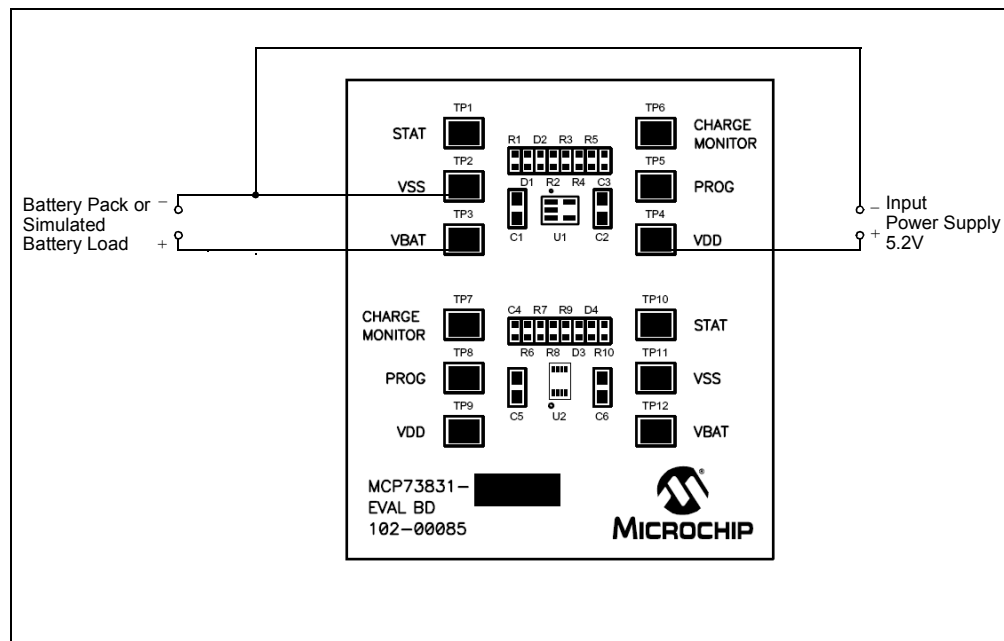 TP1
STAT
TP2
VSS
TP3
VBAT
TP6
CHARGE
MONITOR
TP5
PROG
TP4
VDD
R1 D2 R3 R5
D1 R2 R4 C3
C1 U1 C2
Battery Pack or −
Simulated
Battery Load +
− Input
Power Supply
+ 5.2V
TP7
CHARGE
MONITOR
TP8
PROG
TP9
VDD
C4 R7 R9 D4
R6 R8 D3 R10
C5 U2 C6
TP10
STAT
TP11
VSS
TP12
VBAT
MCP73831-
EVAL BD
102-00085
®
MICROCHIP